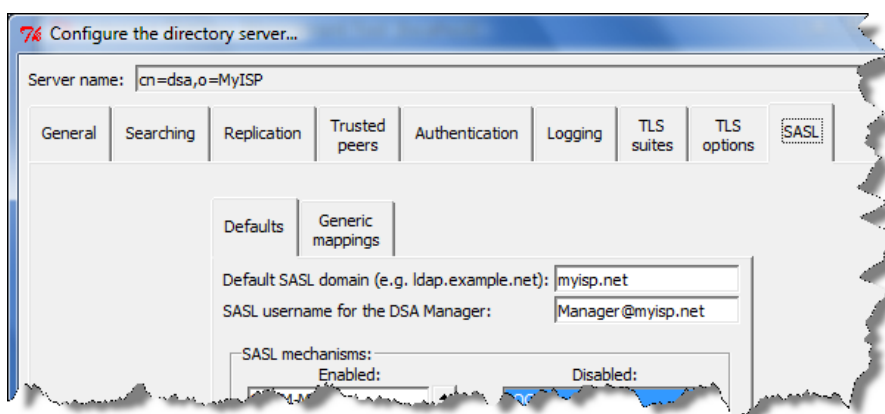 Configure the directory server...
Server name: cn=dsa,o=MyISP
General Searching Replication Trusted peers Authentication Logging TLS suites TLS options SASL
Defaults Generic mappings
Default SASL domain (e.g. ldap.example.net): myisp.net
SASL username for the DSA Manager: Manager@myisp.net
SASL mechanisms:
Enabled: Disabled: